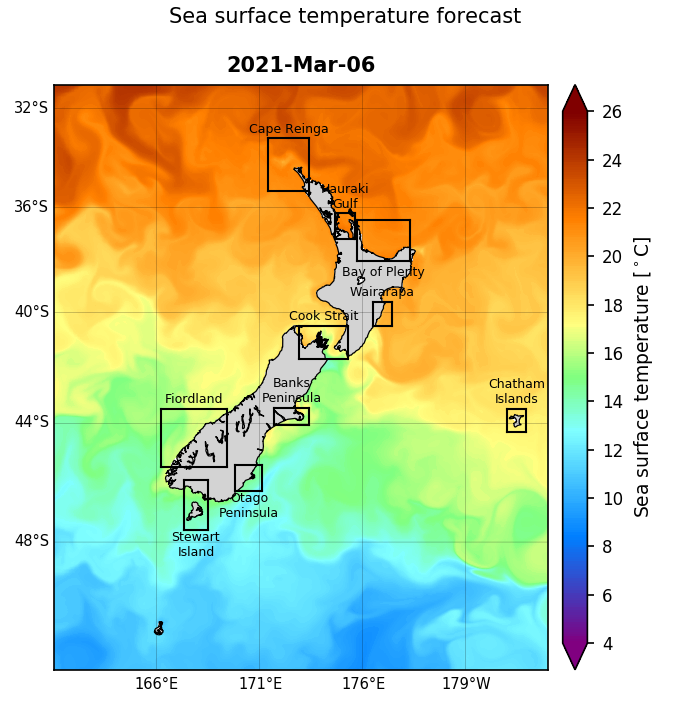 Sea surface temperature forecast
2021-Mar-06
32°S
36°S
40°S
44°S
48°S
166°E
171°E
176°E
179°W
Cape Reinga
Hauraki
Gulf
Bay of Plenty
Wairarapa
Cook Strait
Banks
Peninsula
Fiordland
Chatham
Islands
Otago
Peninsula
Stewart
Island
26
24
22
20
18
16
14
12
10
8
6
4
Sea surface temperature [°C]